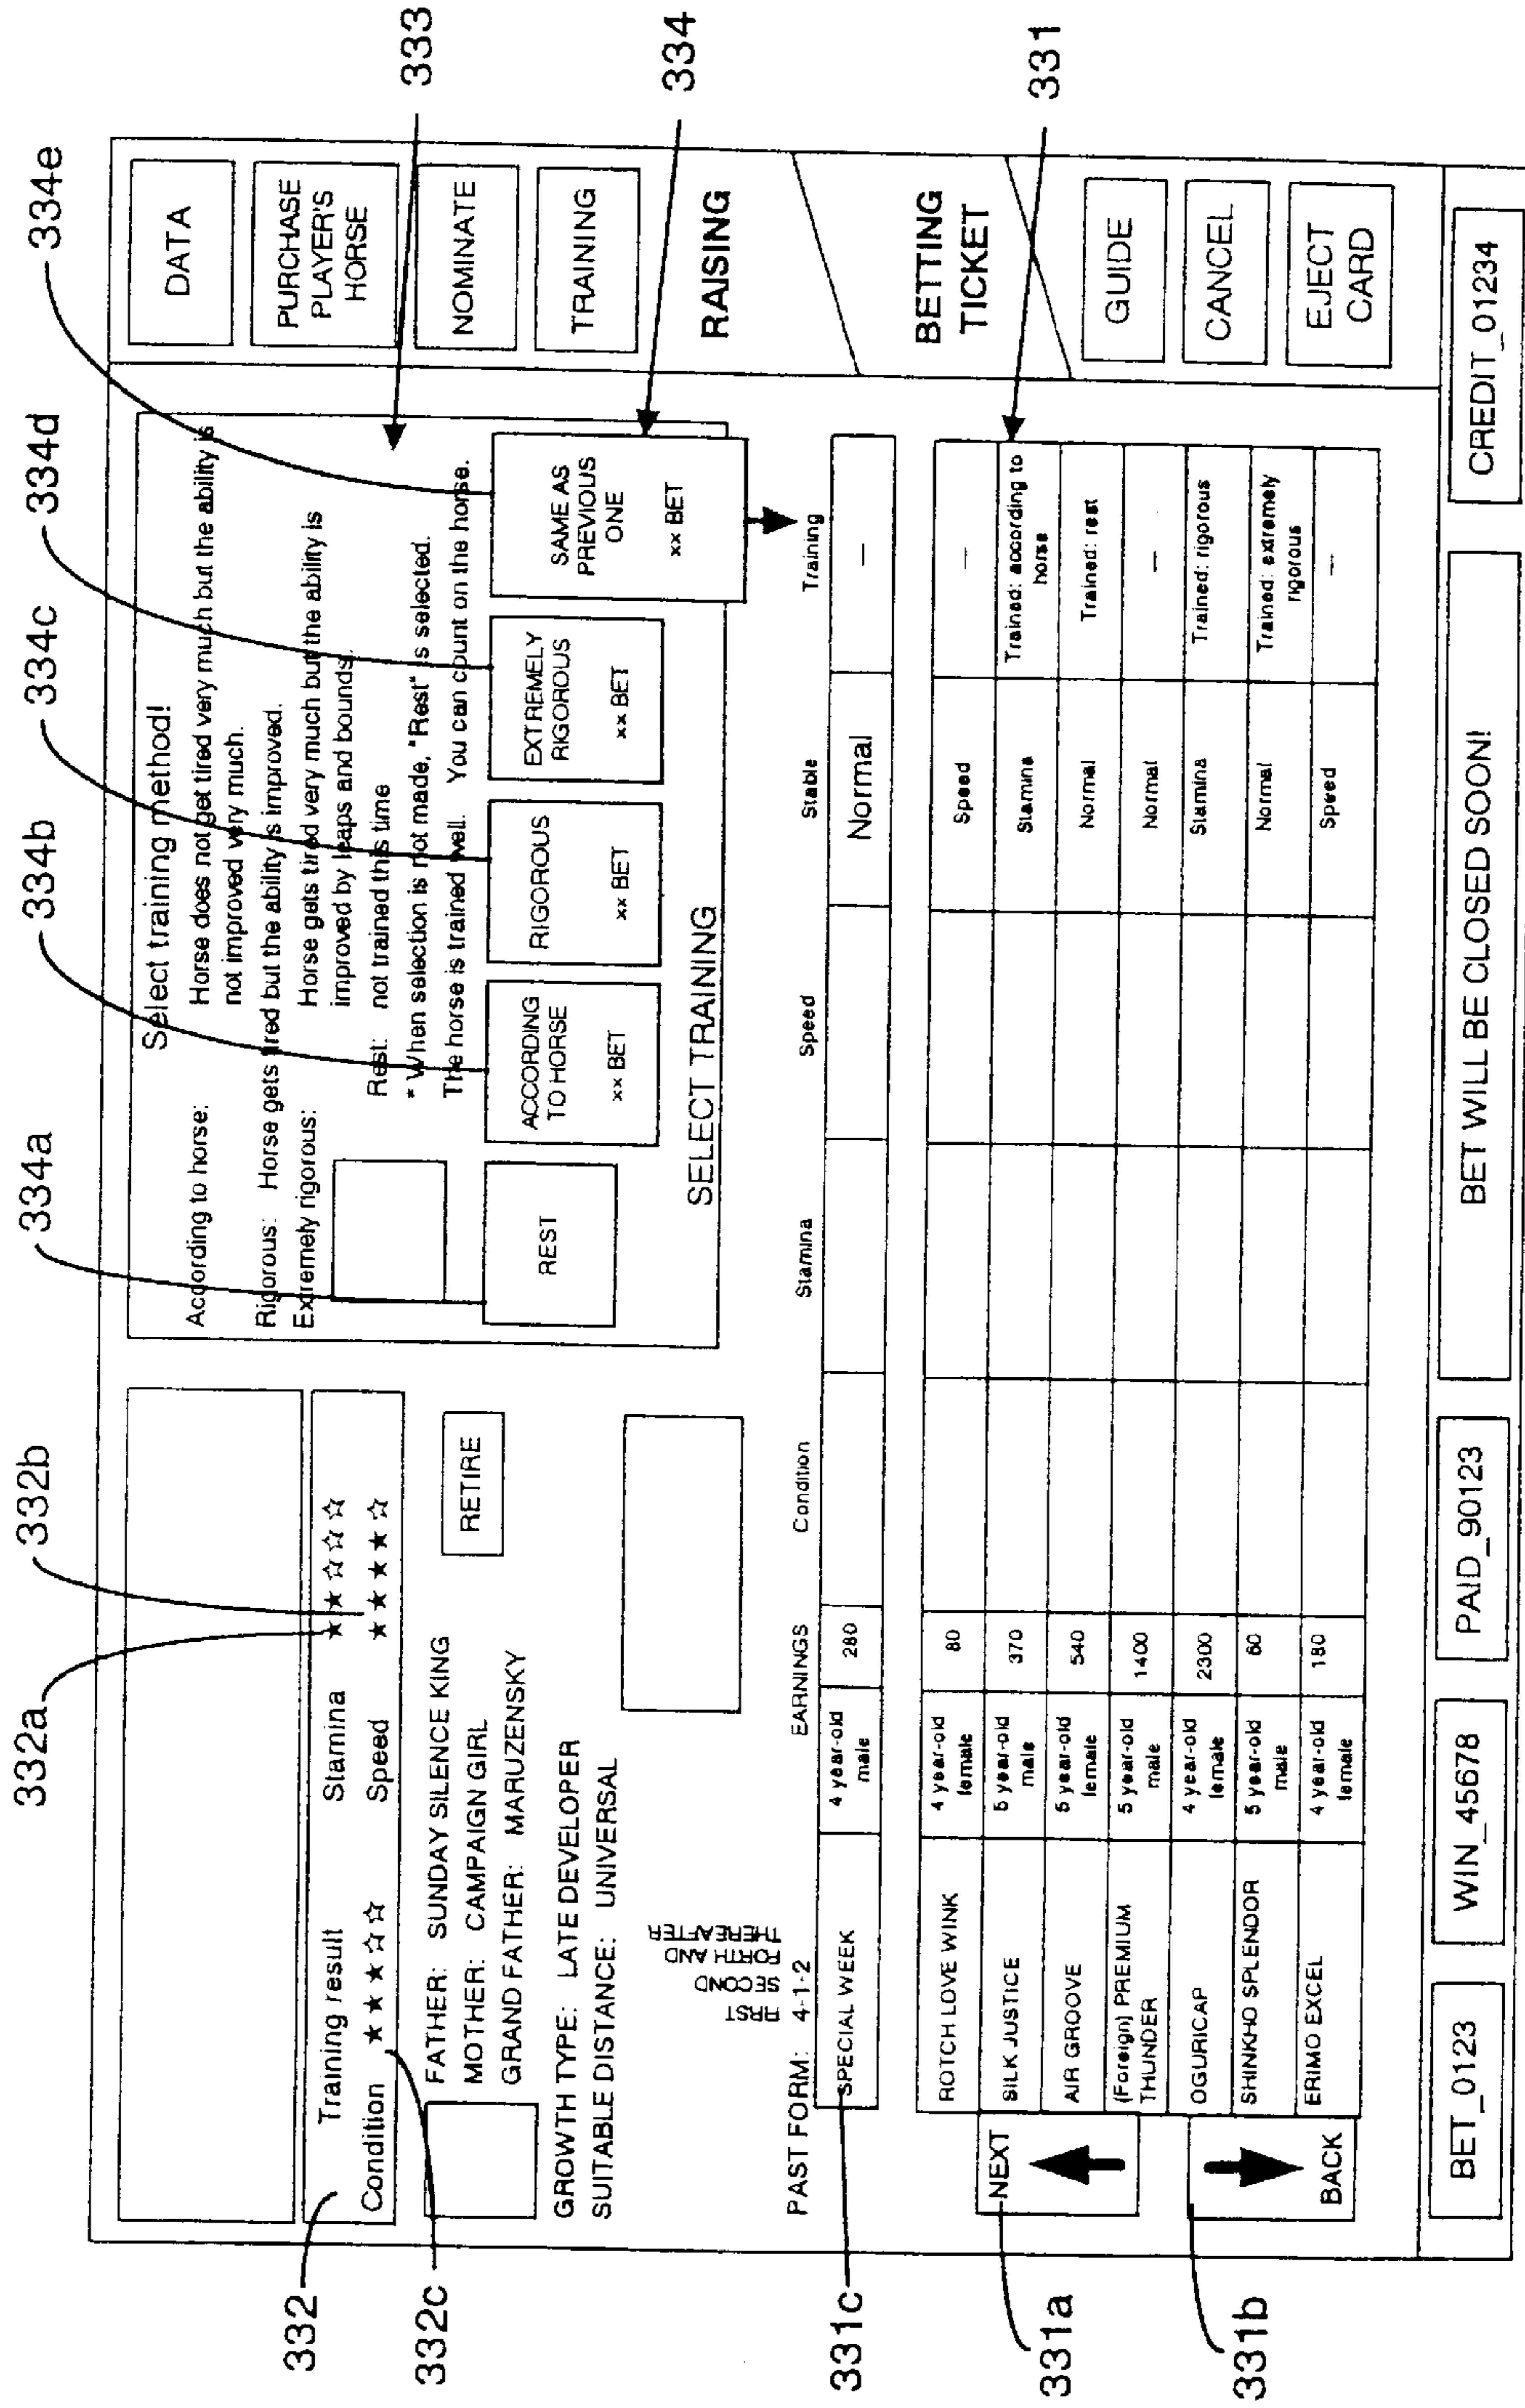 332a
332b
334a
334b
334c
334d
334e
332
332c
333
334
331
331c
331a
331b
Training result
Stamina ★★☆☆☆
Condition ★★★☆☆
Speed ★★★★☆
FATHER: SUNDAY SILENCE KING
MOTHER: CAMPAIGN GIRL
GRAND FATHER: MARUZENSKY
RETIRE
GROWTH TYPE: LATE DEVELOPER
SUITABLE DISTANCE: UNIVERSAL
Select training method!
According to horse: Horse does not get tired very much but the ability is
not improved very much.
Rigorous: Horse gets tired but the ability is improved.
Extremely rigorous: Horse gets tired very much but the ability is
improved by leaps and bounds.
Rest: not trained this time
* When selection is not made, "Rest" is selected.
The horse is trained well. You can count on the horse.
REST
ACCORDING
TO HORSE
xx BET
RIGOROUS
xx BET
EXTREMELY
RIGOROUS
xx BET
SAME AS
PREVIOUS
ONE
xx BET
SELECT TRAINING
DATA
PURCHASE
PLAYER'S
HORSE
NOMINATE
TRAINING
RAISING
BETTING
TICKET
GUIDE
CANCEL
EJECT
CARD
FIRST
SECOND
FORTH AND
THEREAFTER
PAST FORM: 4-1-2
EARNINGS Condition Stamina Speed Stable Training
SPECIAL WEEK 4 year-old male 280 Normal —
ROTCH LOVE WINK 4 year-old female 80 Speed —
SILK JUSTICE 5 year-old male 370 Stamina Trained: according to horse
AIR GROOVE 5 year-old female 540 Normal Trained: rest
(Foreign) PREMIUM THUNDER 5 year-old male 1400 Normal —
OGURICAP 4 year-old female 2300 Stamina Trained: rigorous
SHINKHO SPLENDOR 5 year-old male 60 Normal Trained: extremely rigorous
ERIMO EXCEL 4 year-old female 180 Speed —
NEXT
BACK
BET_0123
WIN_45678
PAID_90123
BET WILL BE CLOSED SOON!
CREDIT_01234